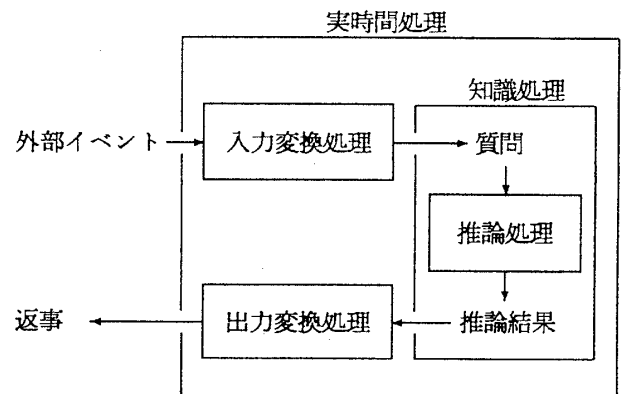 実時間処理
知識処理
外部イベント
入力変換処理
質問
推論処理
返事
出力変換処理
推論結果